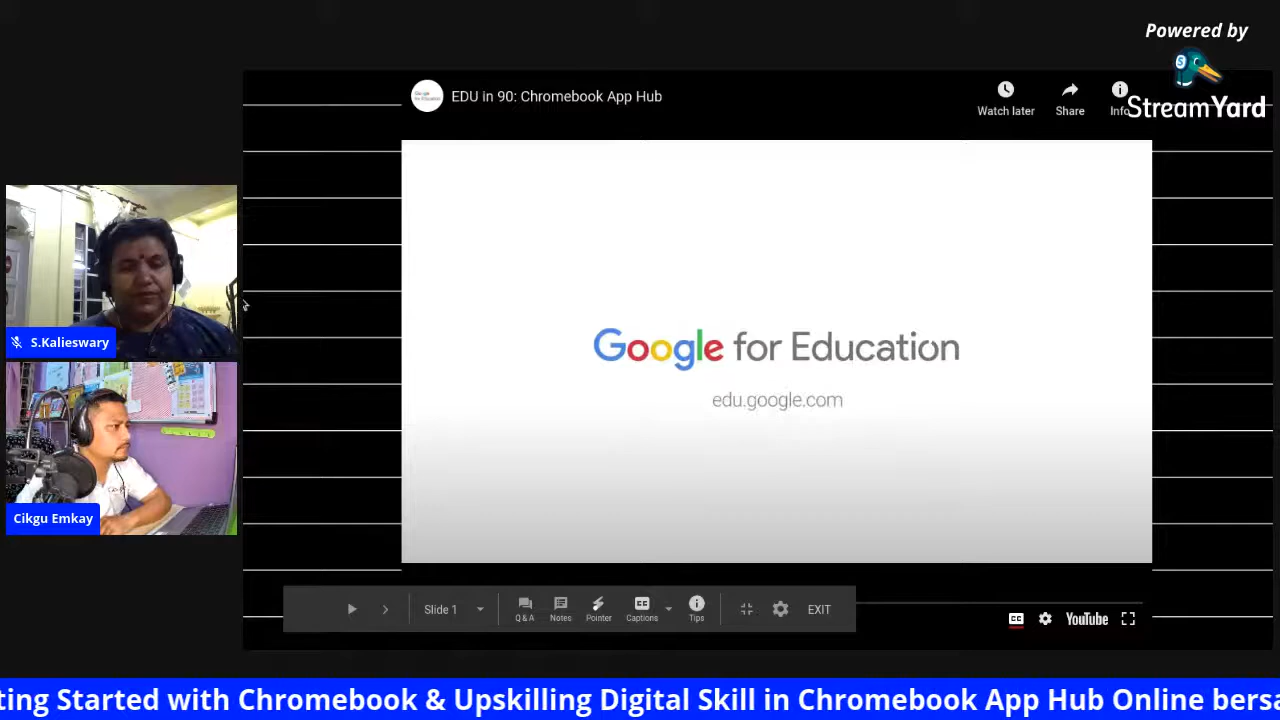 Powered by
StreamYard
EDU in 90: Chromebook App Hub
Watch later
Share
Info
Google for Education
edu.google.com
S.Kalieswary
Cikgu Emkay
Slide 1
Q & A
Notes
Pointer
CC
Captions
Tips
EXIT
CC
YouTube
ting Started with Chromebook & Upskilling Digital Skill in Chromebook App Hub Online bersa